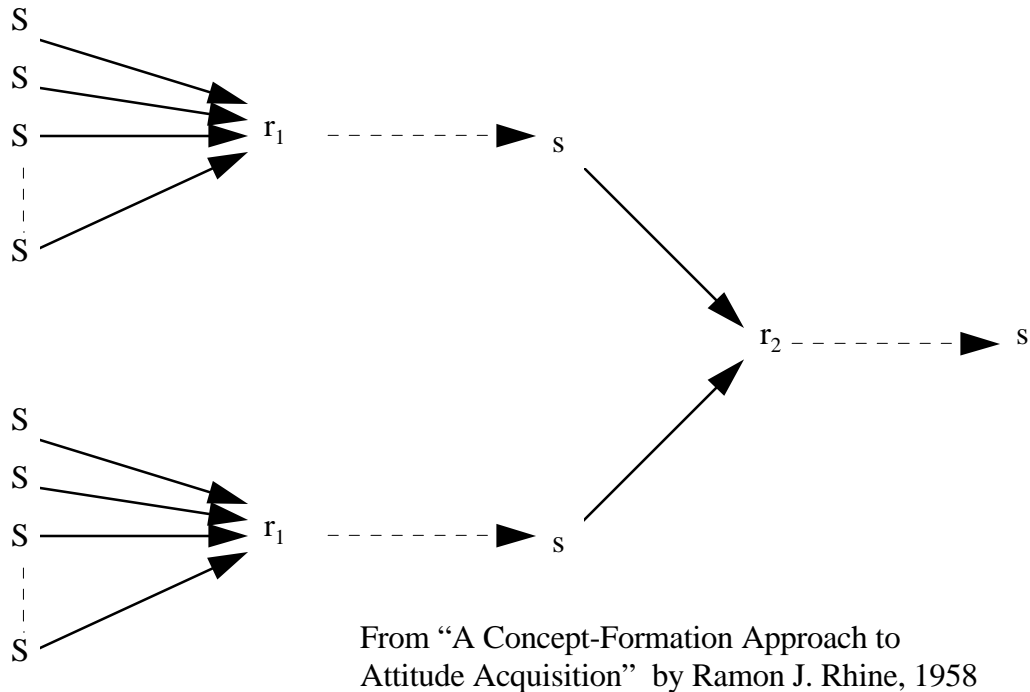 S
S
S
r₁
s
S
r₂
s
S
S
S
r₁
s
S
From “A Concept-Formation Approach to
Attitude Acquisition” by Ramon J. Rhine, 1958